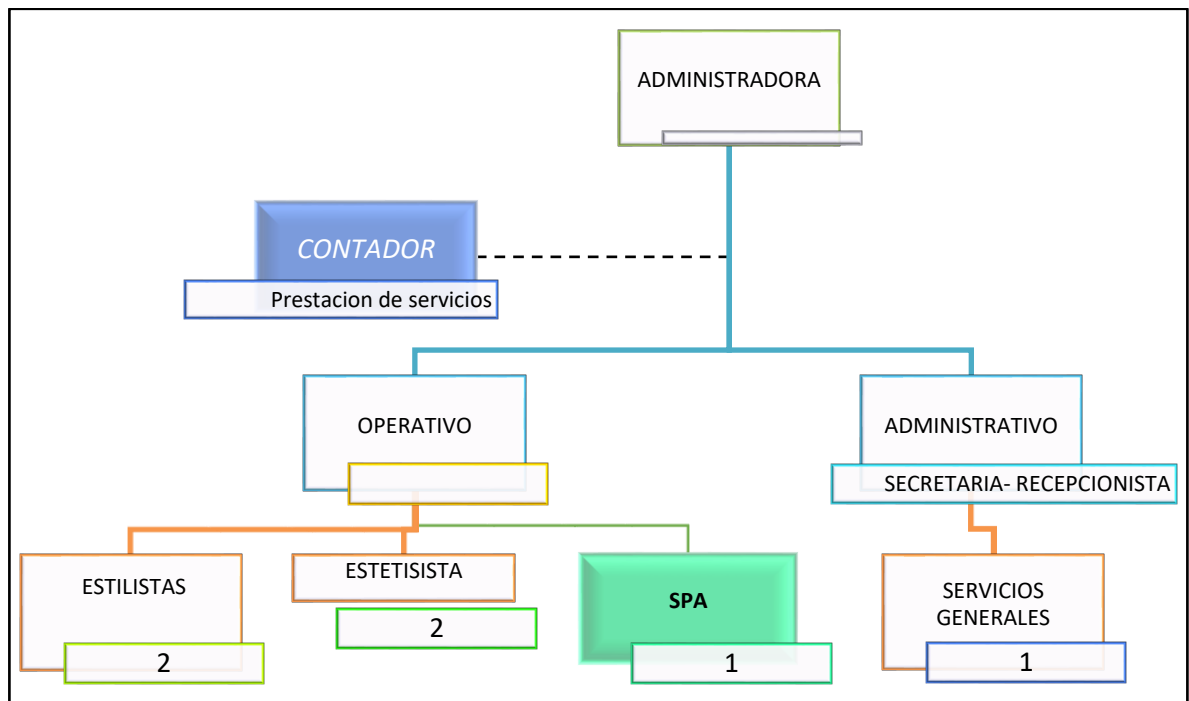 ADMINISTRADORA
CONTADOR
Prestacion de servicios
OPERATIVO
ADMINISTRATIVO
SECRETARIA- RECEPCIONISTA
ESTILISTAS
2
ESTETISISTA
2
SPA
1
SERVICIOS
GENERALES
1